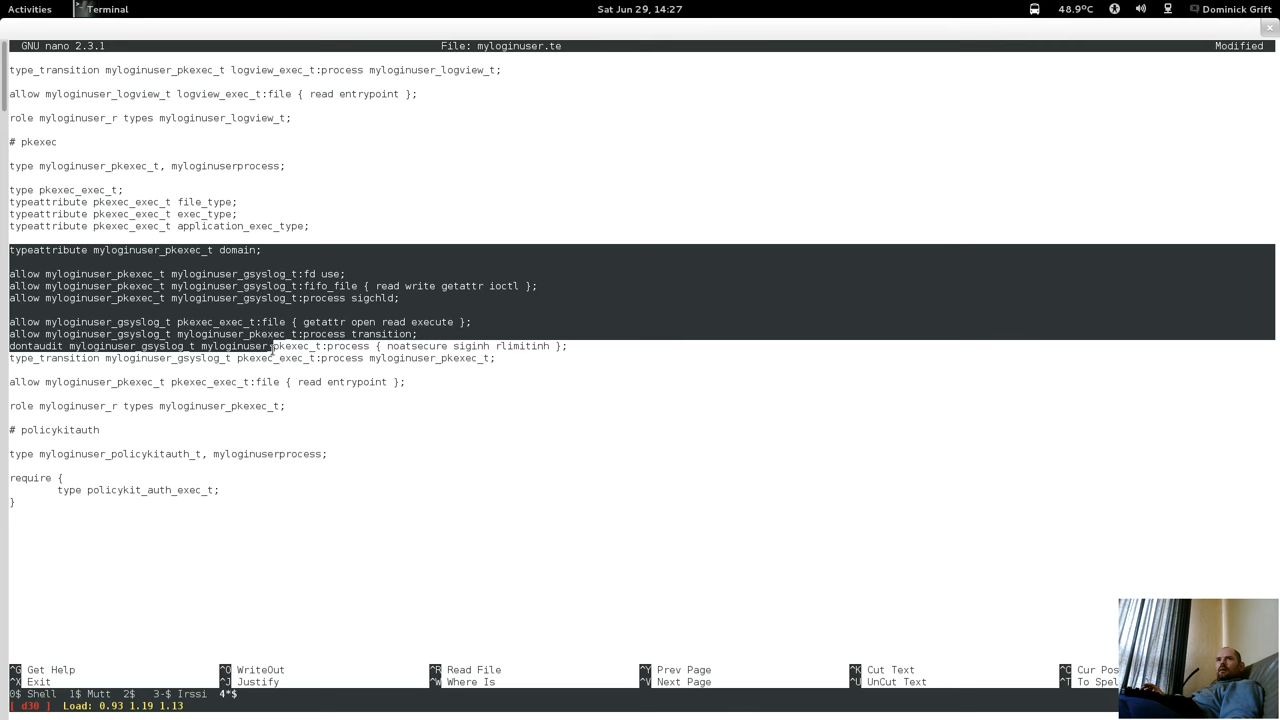 Activities
Terminal
Sat Jun 29, 14:27
48.9°C
Dominick Grift
GNU nano 2.3.1
File: myloginuser.te
Modified
type_transition myloginuser_pkexec_t logview_exec_t:process myloginuser_logview_t;
allow myloginuser_logview_t logview_exec_t:file { read entrypoint };
role myloginuser_r types myloginuser_logview_t;
# pkexec
type myloginuser_pkexec_t, myloginuserprocess;
type pkexec_exec_t;
typeattribute pkexec_exec_t file_type;
typeattribute pkexec_exec_t exec_type;
typeattribute pkexec_exec_t application_exec_type;
typeattribute myloginuser_pkexec_t domain;
allow myloginuser_pkexec_t myloginuser_gsyslog_t:fd use;
allow myloginuser_pkexec_t myloginuser_gsyslog_t:fifo_file { read write getattr ioctl };
allow myloginuser_pkexec_t myloginuser_gsyslog_t:process sigchld;
allow myloginuser_gsyslog_t pkexec_exec_t:file { getattr open read execute };
allow myloginuser_gsyslog_t myloginuser_pkexec_t:process transition;
dontaudit myloginuser_gsyslog_t myloginuser_pkexec_t:process { noatsecure siginh rlimitinh };
type_transition myloginuser_gsyslog_t pkexec_exec_t:process myloginuser_pkexec_t;
allow myloginuser_pkexec_t pkexec_exec_t:file { read entrypoint };
role myloginuser_r types myloginuser_pkexec_t;
# policykitauth
type myloginuser_policykitauth_t, myloginuserprocess;
require {
type policykit_auth_exec_t;
}
^G Get Help ^O WriteOut ^R Read File ^Y Prev Page ^K Cut Text ^C Cur Pos
^X Exit ^J Justify ^W Where Is ^V Next Page ^U UnCut Text ^T To Spel
0$ Shell 1$ Mutt 2$ 3-$ Irssi 4*$
[ d30 ] Load: 0.93 1.19 1.13